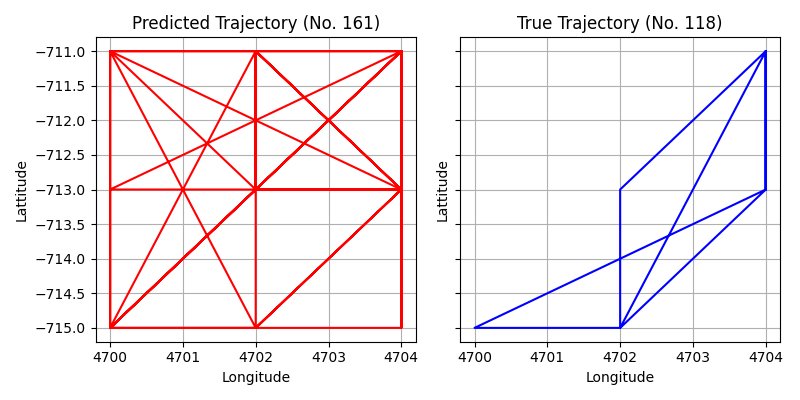 Predicted Trajectory (No. 161)
True Trajectory (No. 118)
Lattitude
−711.0
−711.5
−712.0
−712.5
−713.0
−713.5
−714.0
−714.5
−715.0
4700 4701 4702 4703 4704
Longitude
Lattitude
4700 4701 4702 4703 4704
Longitude